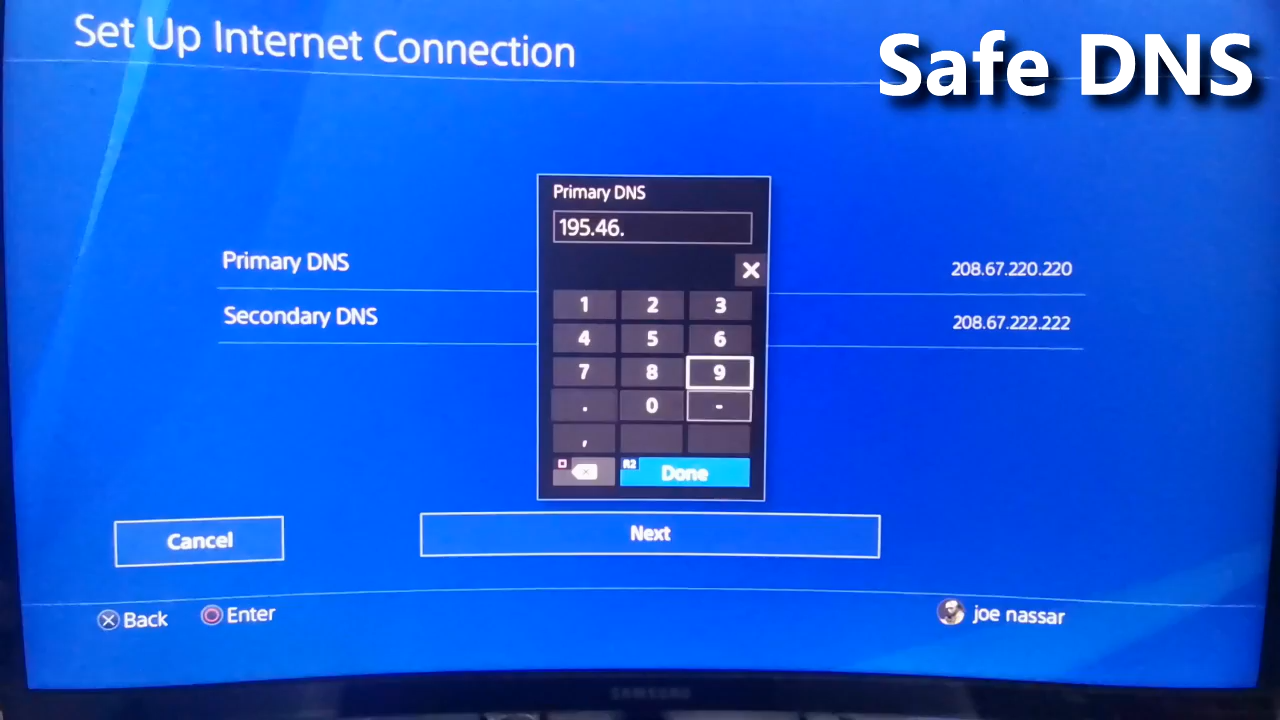 Set Up Internet Connection
Safe DNS
Primary DNS
195.46.
Primary DNS 208.67.220.220
Secondary DNS 208.67.222.222
1 2 3
4 5 6
7 8 9
. 0 -
,
R2 Done
Cancel
Next
Back Enter
joe nassar
SAMSUNG